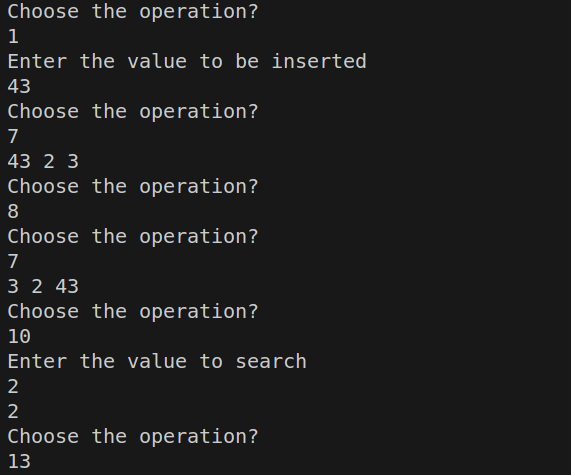 Choose the operation?
1
Enter the value to be inserted
43
Choose the operation?
7
43 2 3
Choose the operation?
8
Choose the operation?
7
3 2 43
Choose the operation?
10
Enter the value to search
2
2
Choose the operation?
13